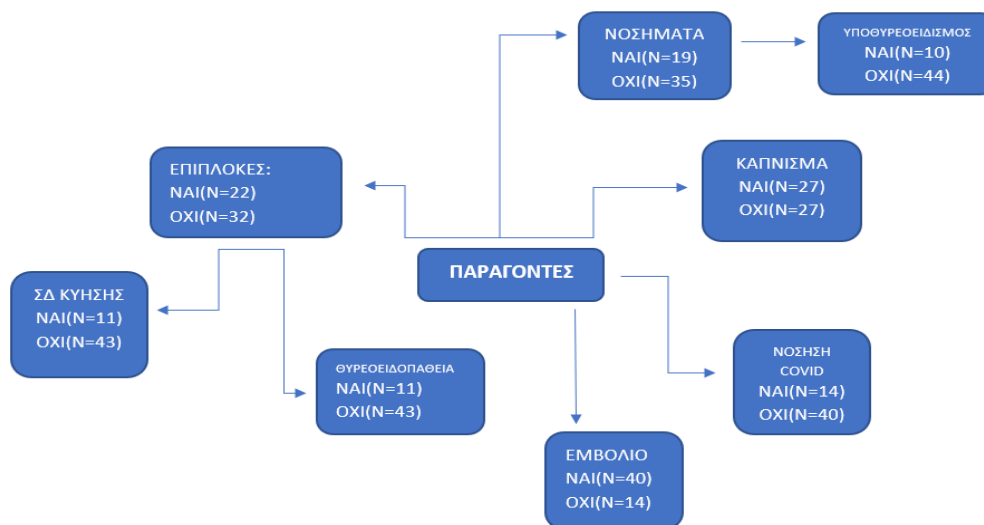 ΝΟΣΗΜΑΤΑ
ΝΑΙ(Ν=19)
ΟΧΙ(Ν=35)
ΥΠΟΘΥΡΕΟΕΙΔΙΣΜΟΣ
ΝΑΙ(Ν=10)
ΟΧΙ(Ν=44)
ΕΠΙΠΛΟΚΕΣ:
ΝΑΙ(Ν=22)
ΟΧΙ(Ν=32)
ΚΑΠΝΙΣΜΑ
ΝΑΙ(Ν=27)
ΟΧΙ(Ν=27)
ΠΑΡΑΓΟΝΤΕΣ
ΣΔ ΚΥΗΣΗΣ
ΝΑΙ(Ν=11)
ΟΧΙ(Ν=43)
ΘΥΡΕΟΕΙΔΟΠΑΘΕΙΑ
ΝΑΙ(Ν=11)
ΟΧΙ(Ν=43)
ΝΟΣΗΣΗ
COVID
ΝΑΙ(Ν=14)
ΟΧΙ(Ν=40)
ΕΜΒΟΛΙΟ
ΝΑΙ(Ν=40)
ΟΧΙ(Ν=14)